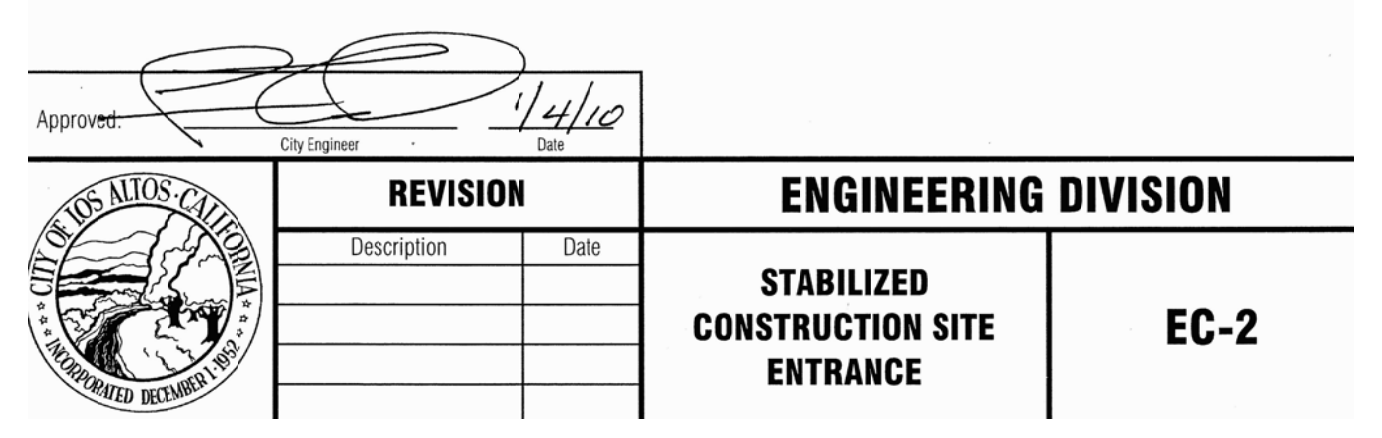 Approved:
1/4/10
City Engineer
Date
CITY OF LOS ALTOS · CALIFORNIA
INCORPORATED DECEMBER 1·1952
REVISION
Description
Date
ENGINEERING DIVISION
STABILIZED
CONSTRUCTION SITE
ENTRANCE
EC-2